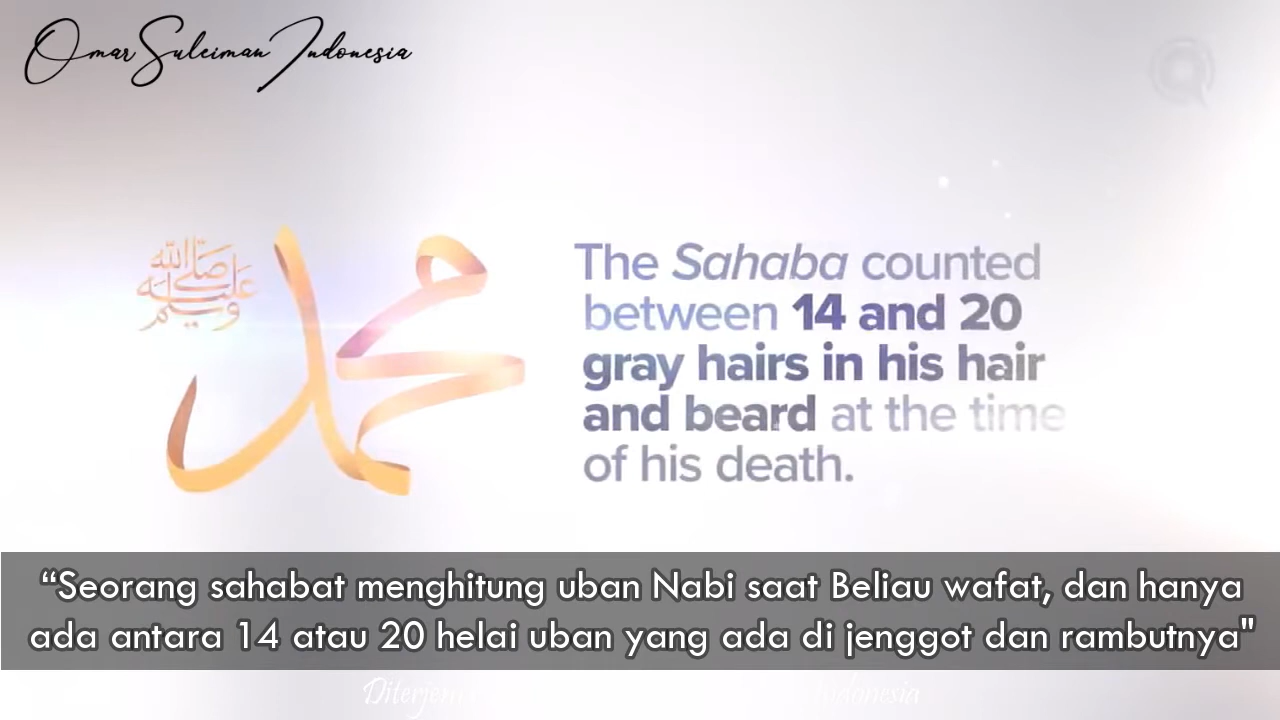 Omar Suleiman Indonesia
صلى الله
عليه
وسلم
محمد
The Sahaba counted
between 14 and 20
gray hairs in his hair
and beard at the time
of his death.
“Seorang sahabat menghitung uban Nabi saat Beliau wafat, dan hanya
ada antara 14 atau 20 helai uban yang ada di jenggot dan rambutnya"
Indonesia